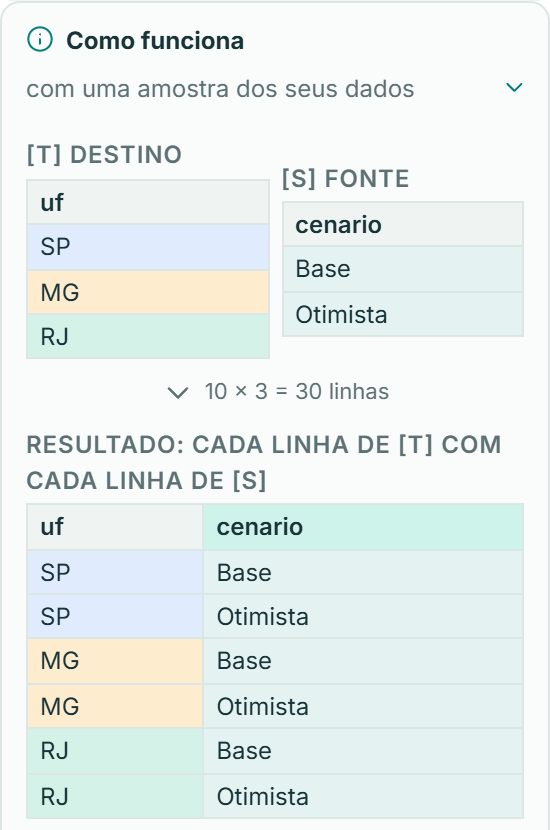 Como funciona
com uma amostra dos seus dados
[T] DESTINO
uf
SP
MG
RJ
[S] FONTE
cenario
Base
Otimista
10 × 3 = 30 linhas
RESULTADO: CADA LINHA DE [T] COM
CADA LINHA DE [S]
uf cenario
SP Base
SP Otimista
MG Base
MG Otimista
RJ Base
RJ Otimista